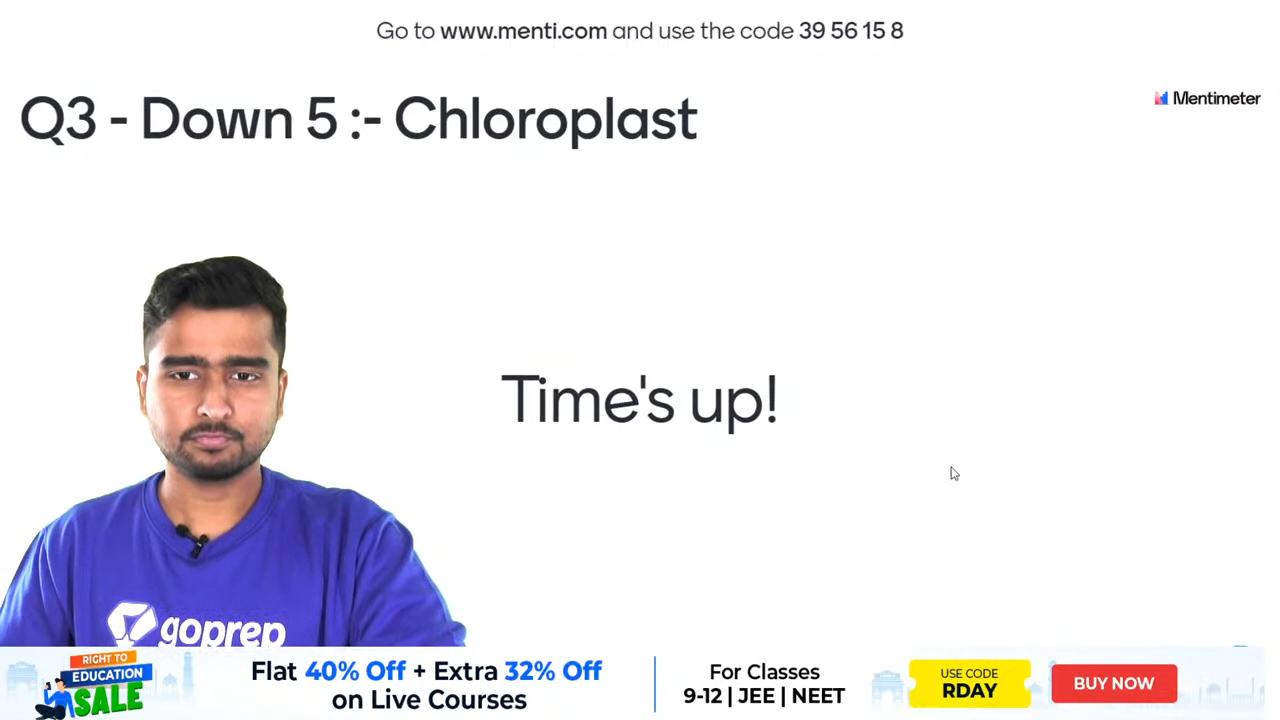 Go to www.menti.com and use the code 39 56 15 8
Q3 - Down 5 :- Chloroplast
Mentimeter
Time's up!
goprep
RIGHT TO
EDUCATION
SALE
Flat 40% Off + Extra 32% Off
on Live Courses
For Classes
9-12 | JEE | NEET
USE CODE
RDAY
BUY NOW